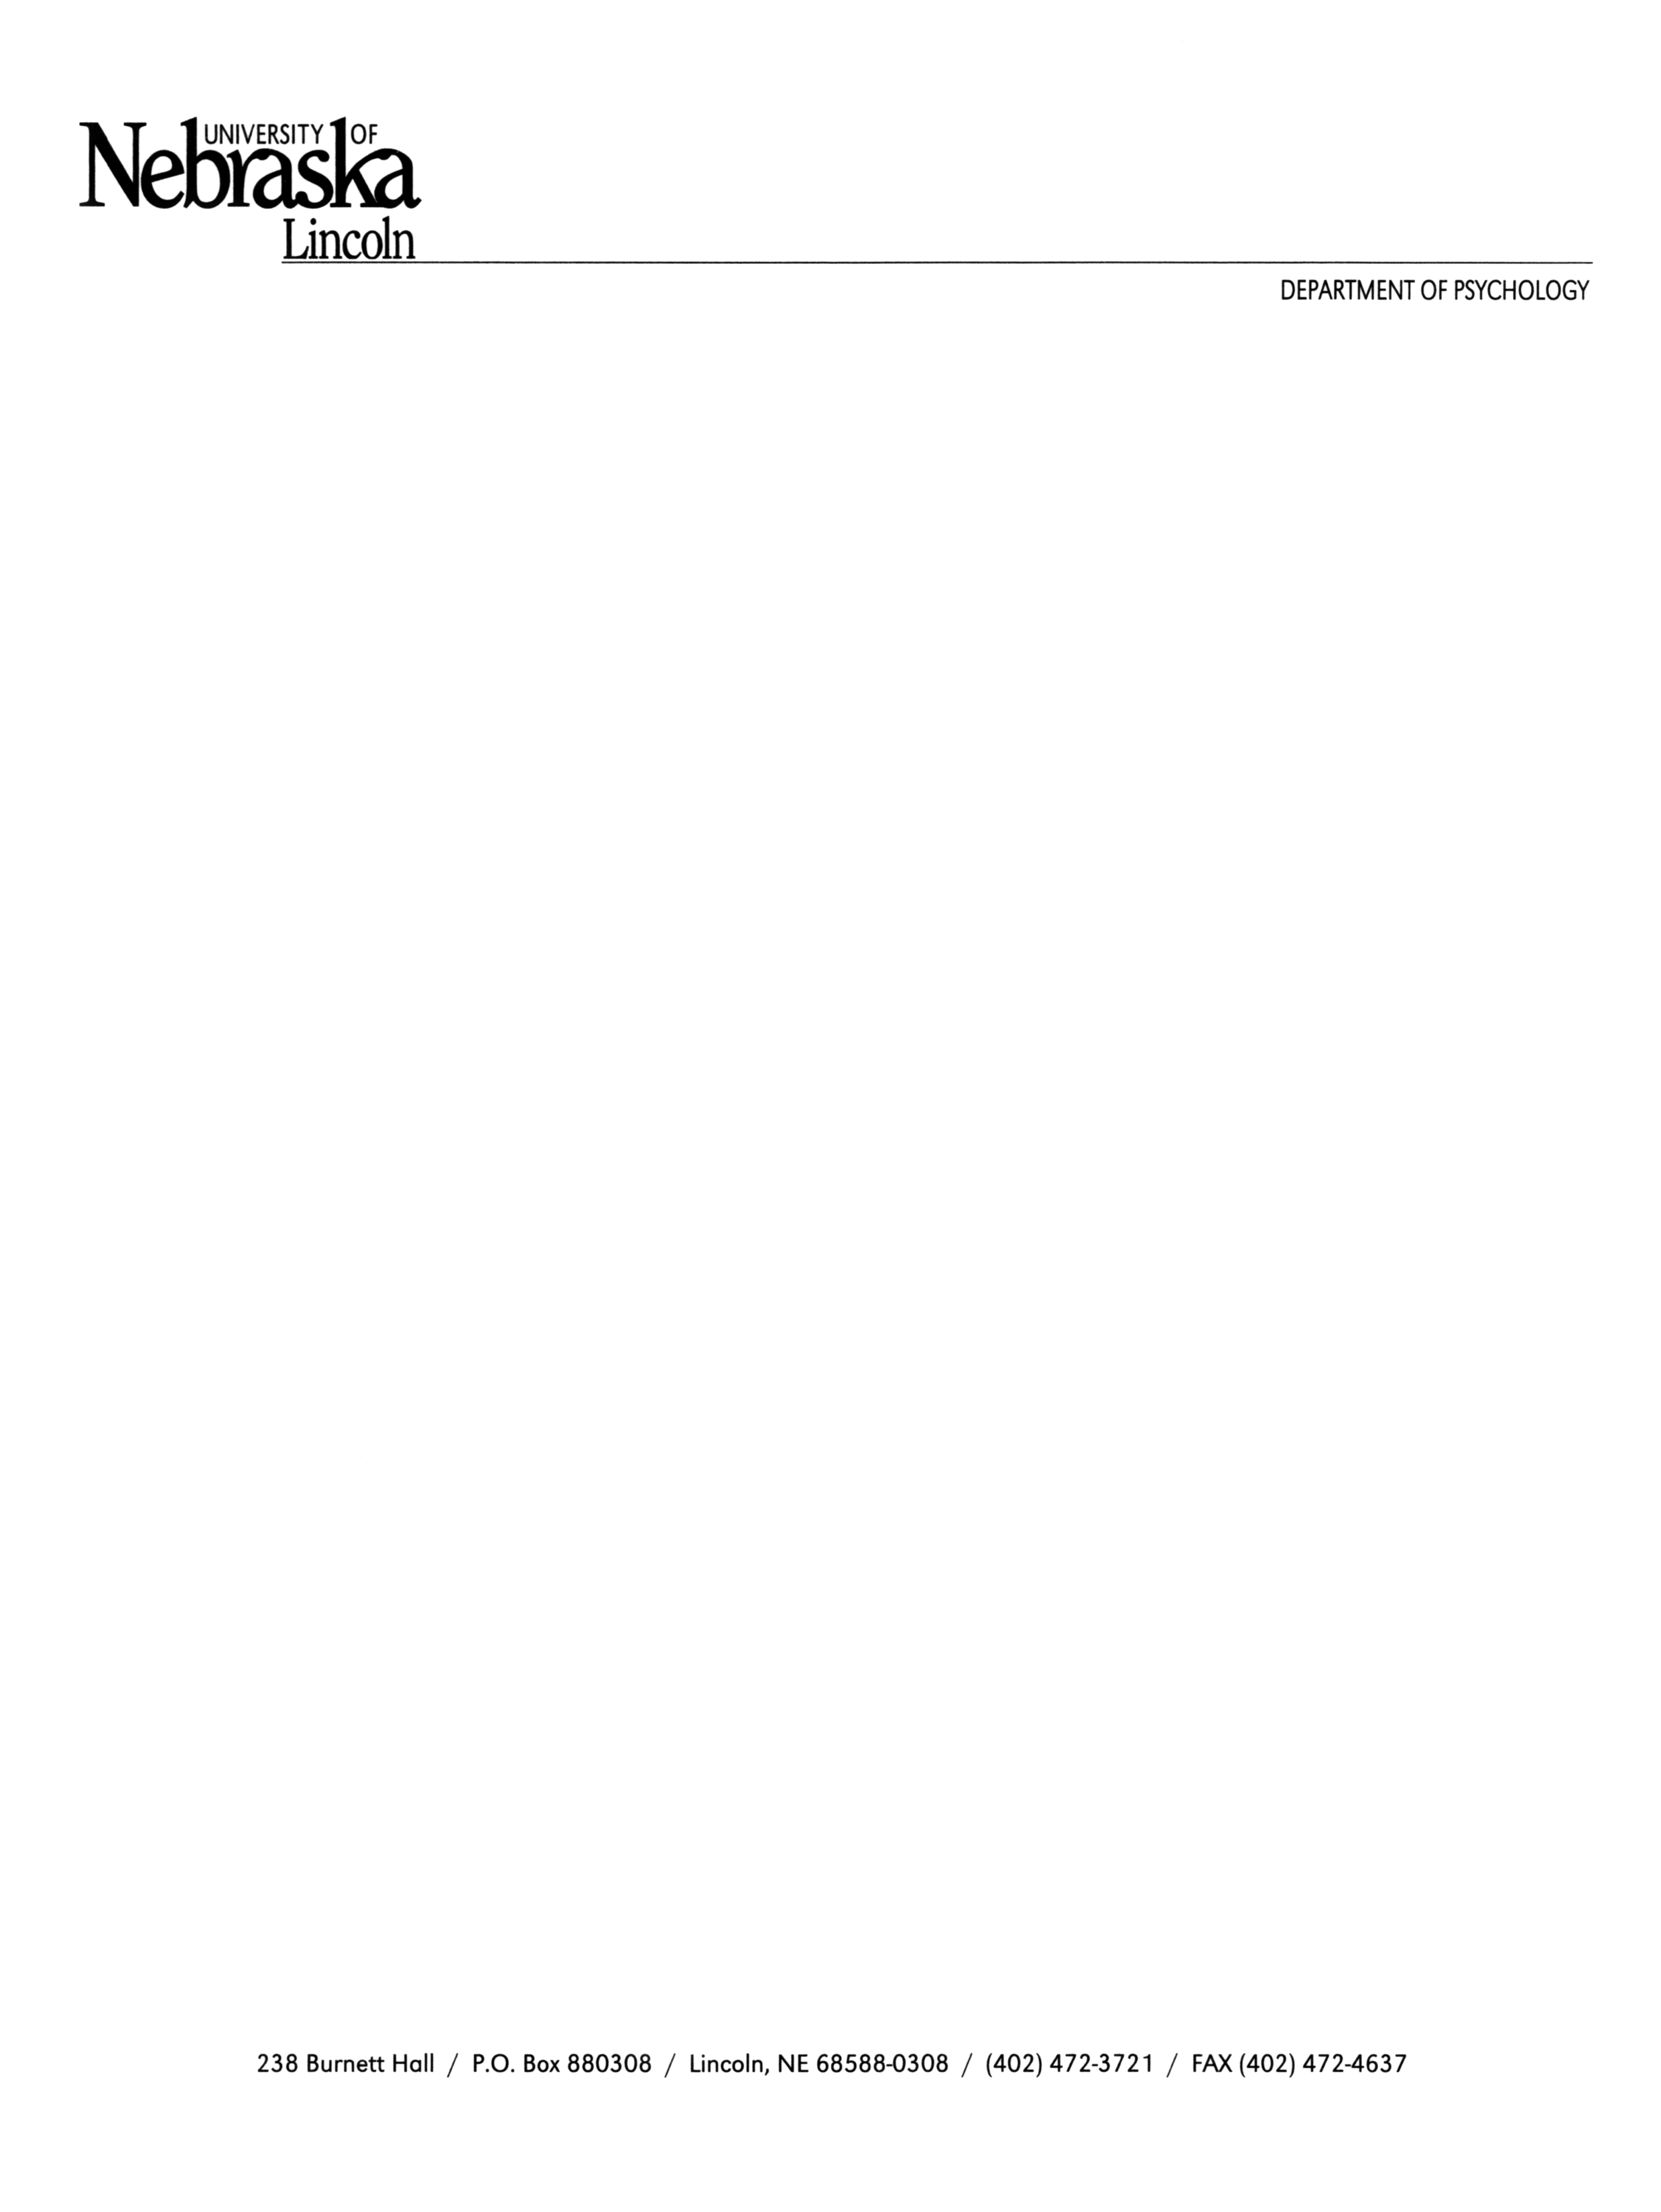 UNIVERSITY OF
Nebraska
Lincoln
DEPARTMENT OF PSYCHOLOGY
238 Burnett Hall / P.O. Box 880308 / Lincoln, NE 68588-0308 / (402) 472-3721 / FAX (402) 472-4637